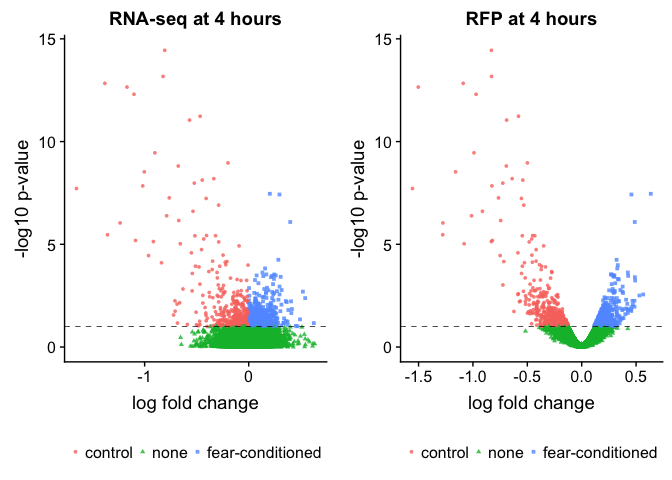 RNA-seq at 4 hours
-log10 p-value
15
10
5
0
-1
0
log fold change
control
none
fear-conditioned
RFP at 4 hours
-log10 p-value
15
10
5
0
-1.5
-1.0
-0.5
0.0
0.5
log fold change
control
none
fear-conditioned